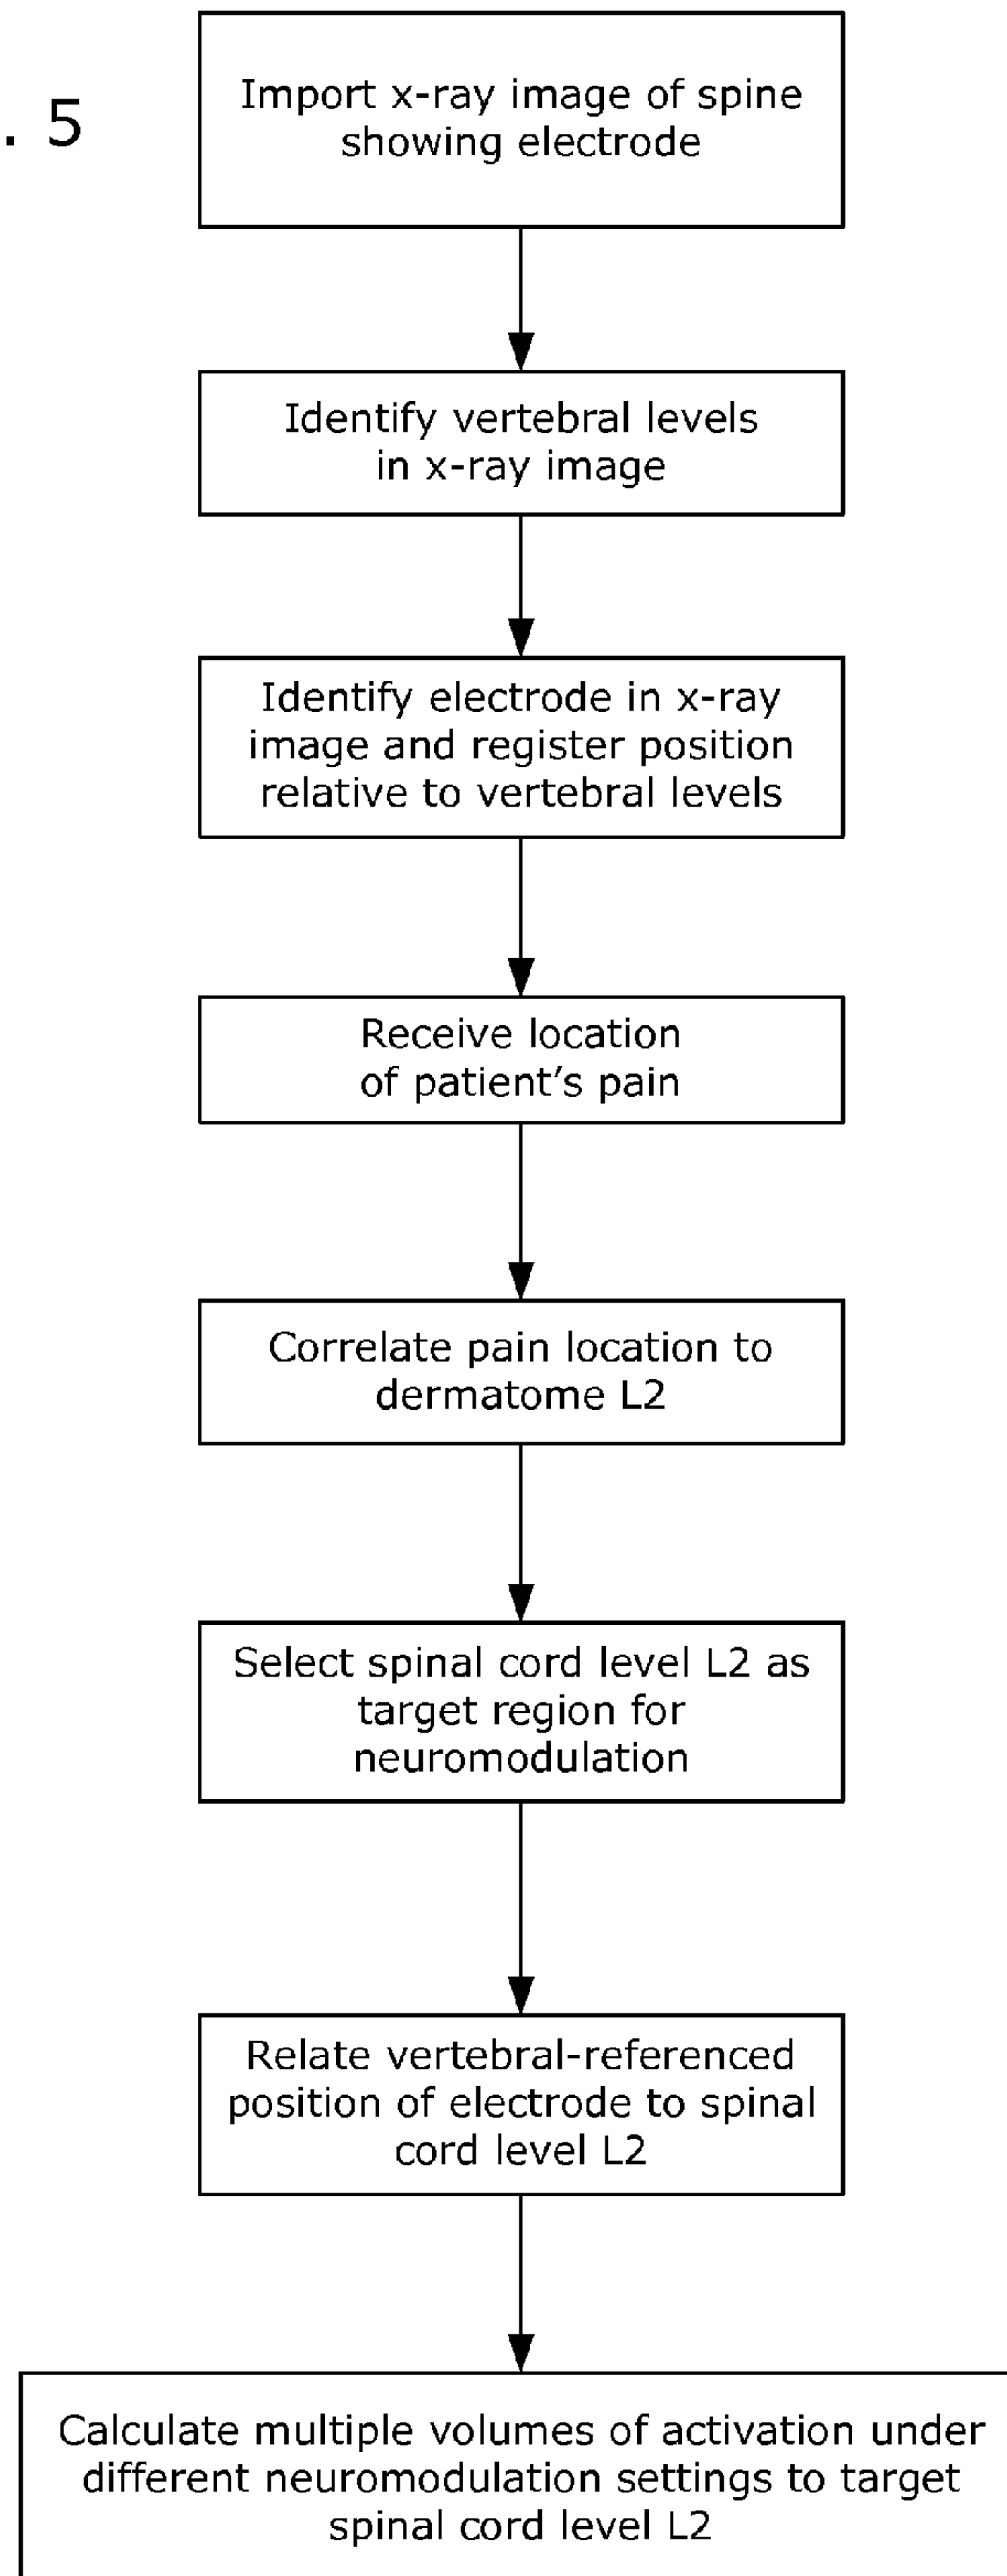 . 5
Import x-ray image of spine
showing electrode
Identify vertebral levels
in x-ray image
Identify electrode in x-ray
image and register position
relative to vertebral levels
Receive location
of patient’s pain
Correlate pain location to
dermatome L2
Select spinal cord level L2 as
target region for
neuromodulation
Relate vertebral-referenced
position of electrode to spinal
cord level L2
Calculate multiple volumes of activation under
different neuromodulation settings to target
spinal cord level L2